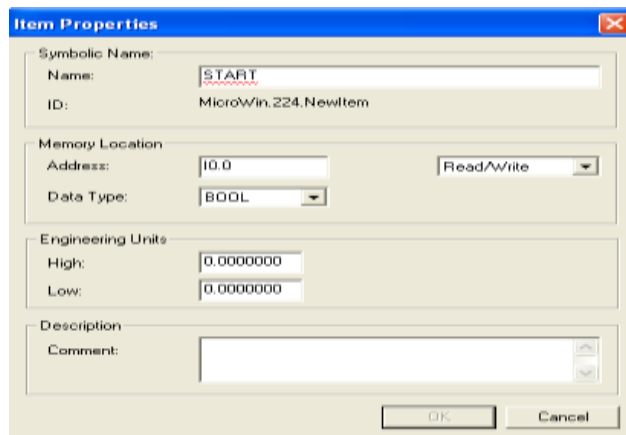 Item Properties
Symbolic Name:
Name: START
ID: MicroWin.224.NewItem
Memory Location
Address: I0.0 Read/Write
Data Type: BOOL
Engineering Units
High: 0.0000000
Low: 0.0000000
Description
Comment:
OK Cancel